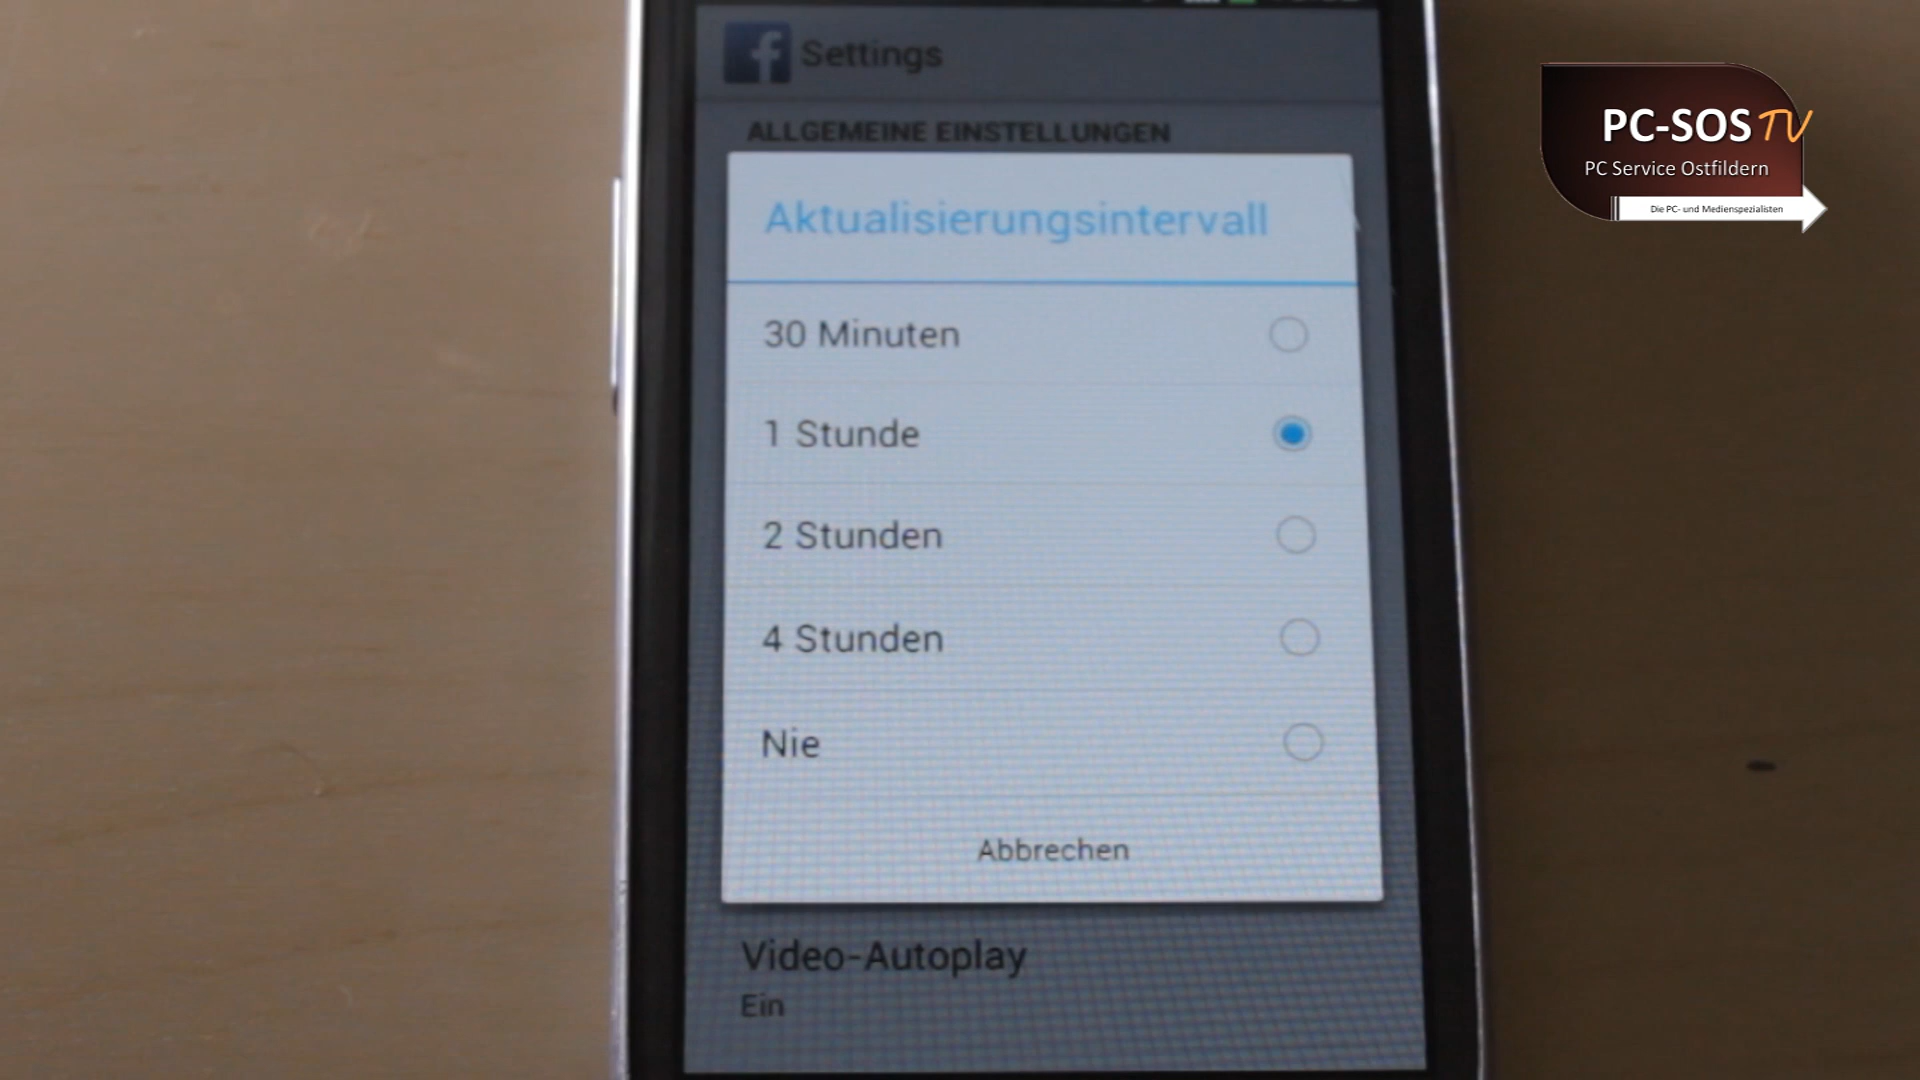 Settings
ALLGEMEINE EINSTELLUNGEN
Aktualisierungsintervall
30 Minuten
1 Stunde
2 Stunden
4 Stunden
Nie
Abbrechen
Video-Autoplay
Ein
PC-SOS TV
PC Service Ostfildern
Die PC- und Medienspezialisten